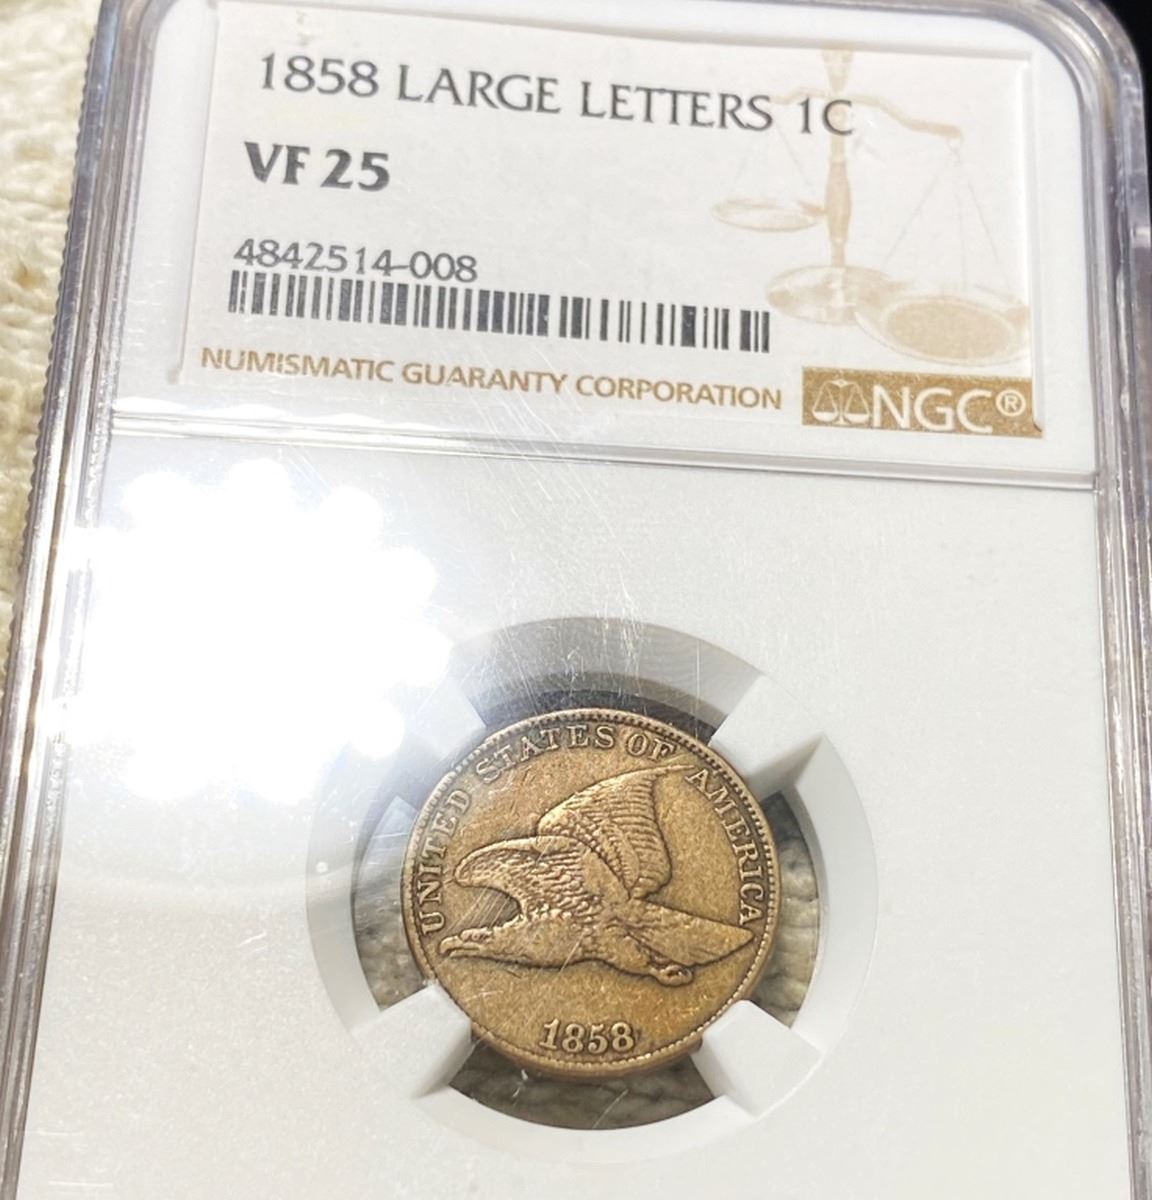 1858 LARGE LETTERS 1C
VF 25
4842514-008
NUMISMATIC GUARANTY CORPORATION
NGC®
UNITED STATES OF AMERICA
1858